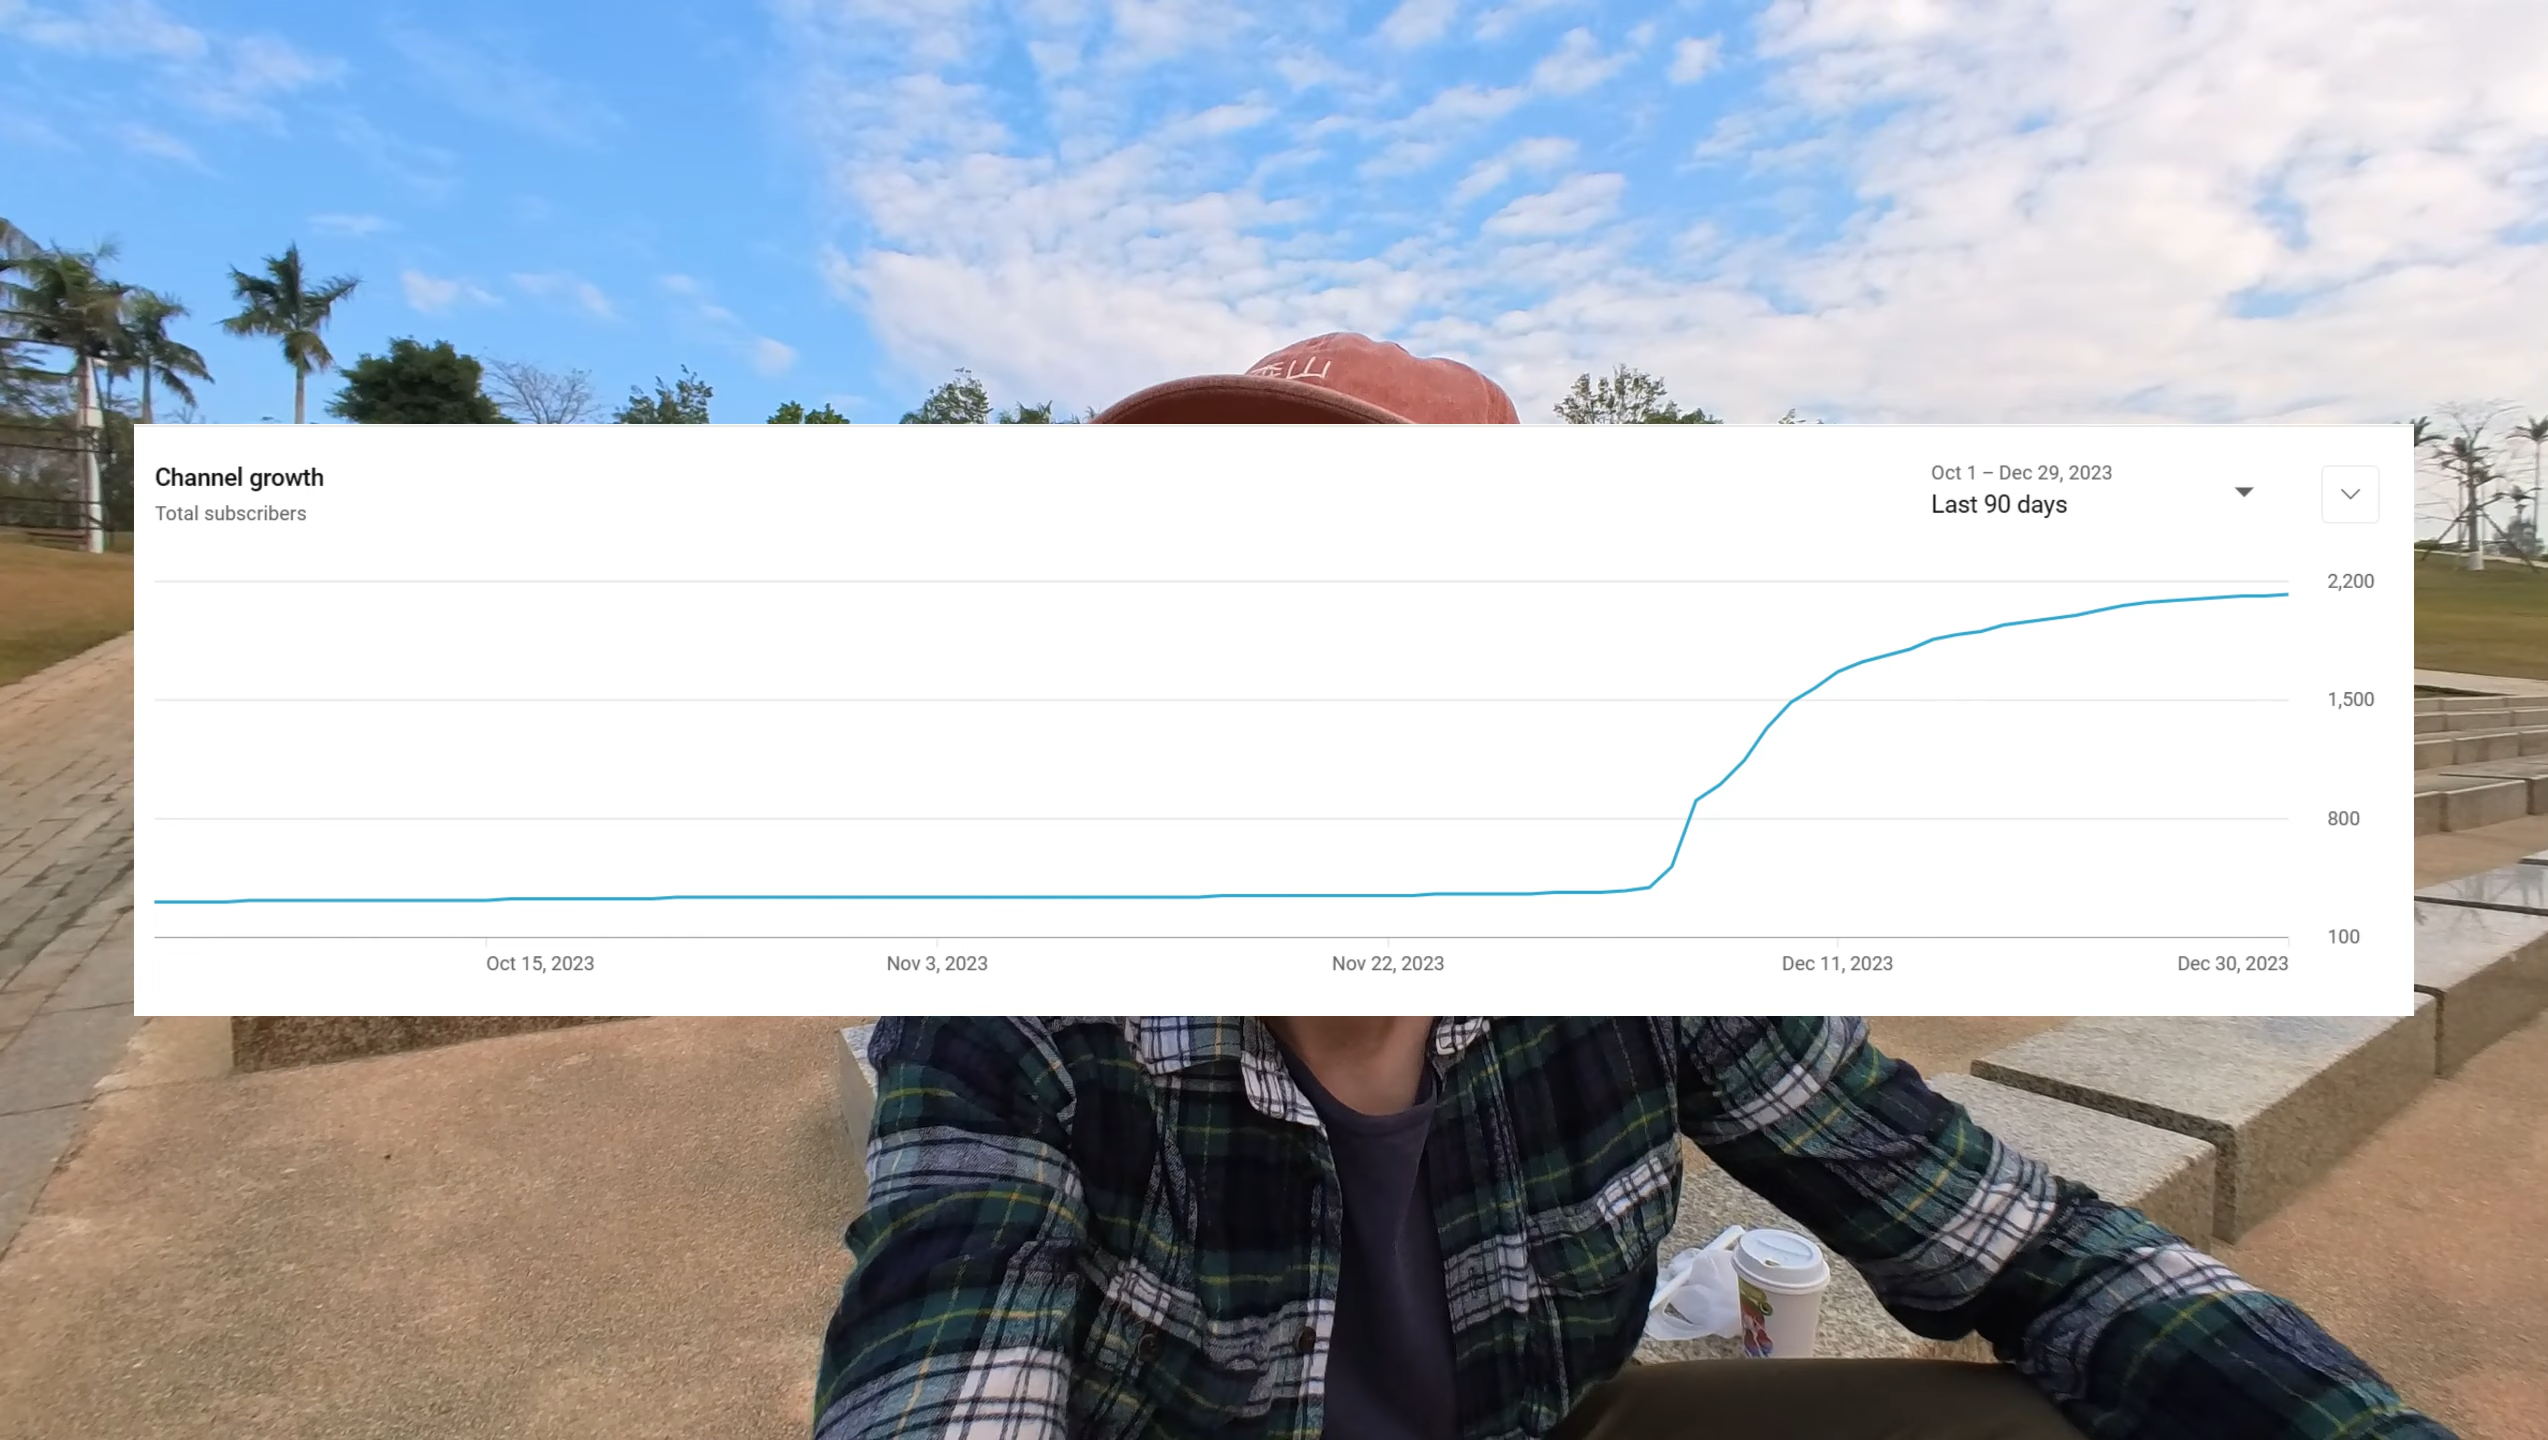 Channel growth
Total subscribers
Oct 1 – Dec 29, 2023
Last 90 days
2,200
1,500
800
100
Oct 15, 2023
Nov 3, 2023
Nov 22, 2023
Dec 11, 2023
Dec 30, 2023